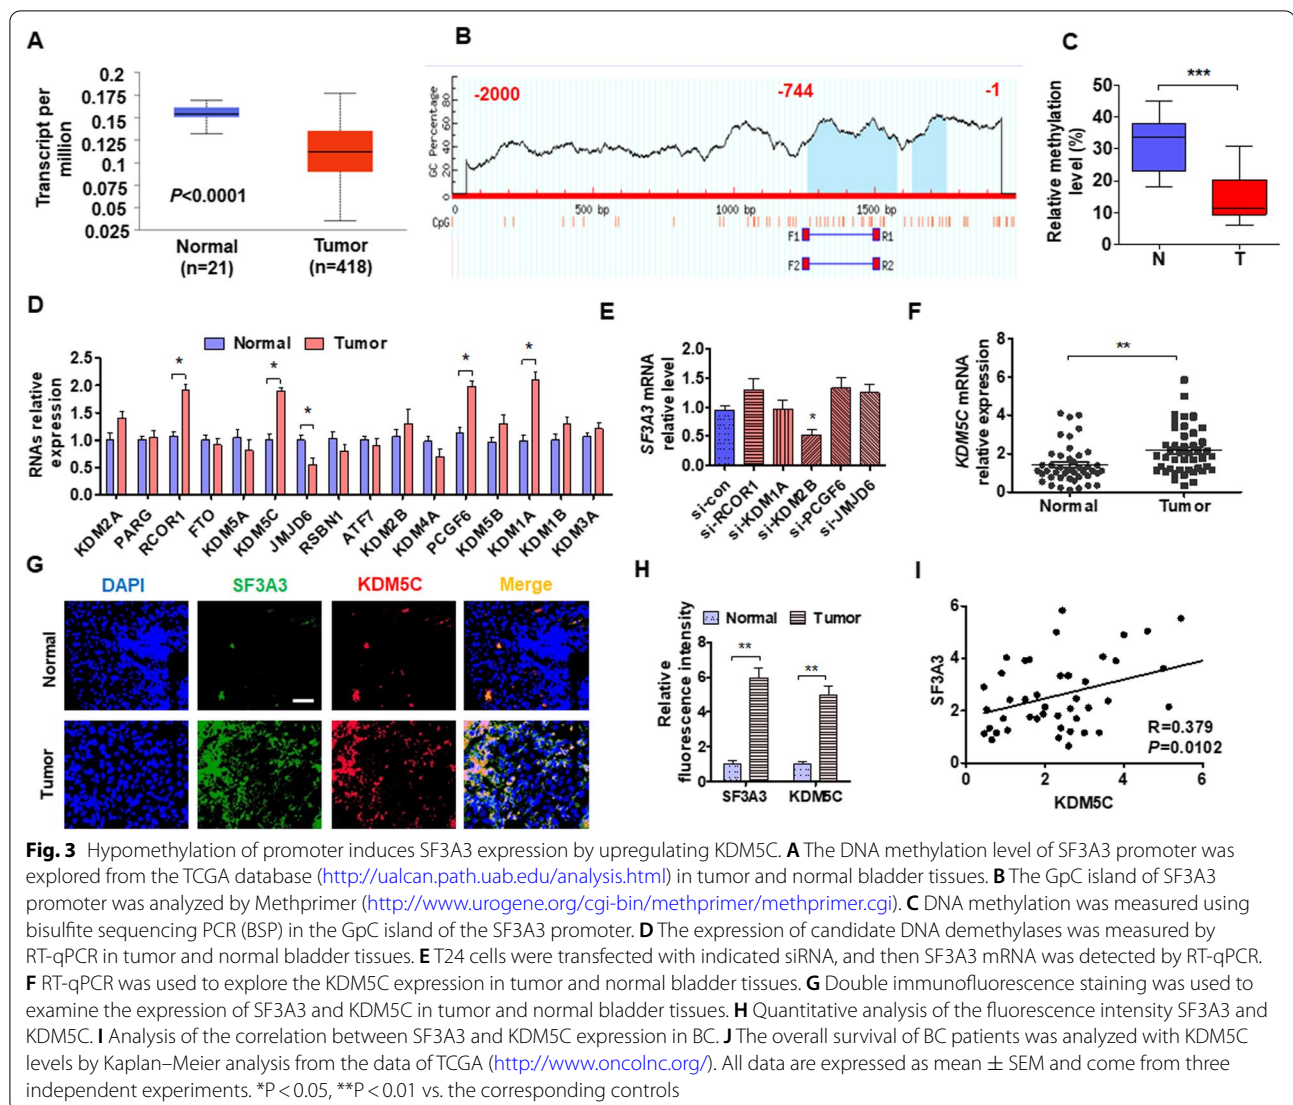 A
Transcript per million
0.2
0.175
0.15
0.125
0.1
0.075
0.05
0.025
P<0.0001
Normal
(n=21)
Tumor
(n=418)
B
-2000
-744
-1
GC Percentage
0 20 40 60 80
0
500 bp
1000 bp
1500 bp
CpG
F1
R1
F2
R2
C
Relative methylation level (%)
50
40
30
20
10
0
***
N
T
D
Normal
Tumor
RNAs relative expression
2.5
2.0
1.5
1.0
0.5
0.0
*
*
*
*
*
KDM2A
PARG
RCOR1
FTO
KDM5A
KDM5C
JMJD6
RSBN1
ATF7
KDM2B
KDM4A
PCGF6
KDM5B
KDM1A
KDM1B
KDM3A
E
SF3A3 mRNA relative level
2.0
1.5
1.0
0.5
0.0
*
si-con
si-RCOR1
si-KDM1A
si-KDM2B
si-PCGF6
si-JMJD6
F
KDM5C mRNA relative expression
8
6
4
2
0
**
Normal
Tumor
G
DAPI
SF3A3
KDM5C
Merge
Normal
Tumor
H
Normal
Tumor
Relative fluorescence intensity
8
6
4
2
0
**
**
SF3A3
KDM5C
I
SF3A3
6
4
2
0
0
2
4
6
R=0.379
P=0.0102
KDM5C
Fig. 3 Hypomethylation of promoter induces SF3A3 expression by upregulating KDM5C. A The DNA methylation level of SF3A3 promoter was
explored from the TCGA database (http://ualcan.path.uab.edu/analysis.html) in tumor and normal bladder tissues. B The GpC island of SF3A3
promoter was analyzed by Methprimer (http://www.urogene.org/cgi-bin/methprimer/methprimer.cgi). C DNA methylation was measured using
bisulfite sequencing PCR (BSP) in the GpC island of the SF3A3 promoter. D The expression of candidate DNA demethylases was measured by
RT-qPCR in tumor and normal bladder tissues. E T24 cells were transfected with indicated siRNA, and then SF3A3 mRNA was detected by RT-qPCR.
F RT-qPCR was used to explore the KDM5C expression in tumor and normal bladder tissues. G Double immunofluorescence staining was used to
examine the expression of SF3A3 and KDM5C in tumor and normal bladder tissues. H Quantitative analysis of the fluorescence intensity SF3A3 and
KDM5C. I Analysis of the correlation between SF3A3 and KDM5C expression in BC. J The overall survival of BC patients was analyzed with KDM5C
levels by Kaplan–Meier analysis from the data of TCGA (http://www.oncolnc.org/). All data are expressed as mean ± SEM and come from three
independent experiments. *P < 0.05, **P < 0.01 vs. the corresponding controls